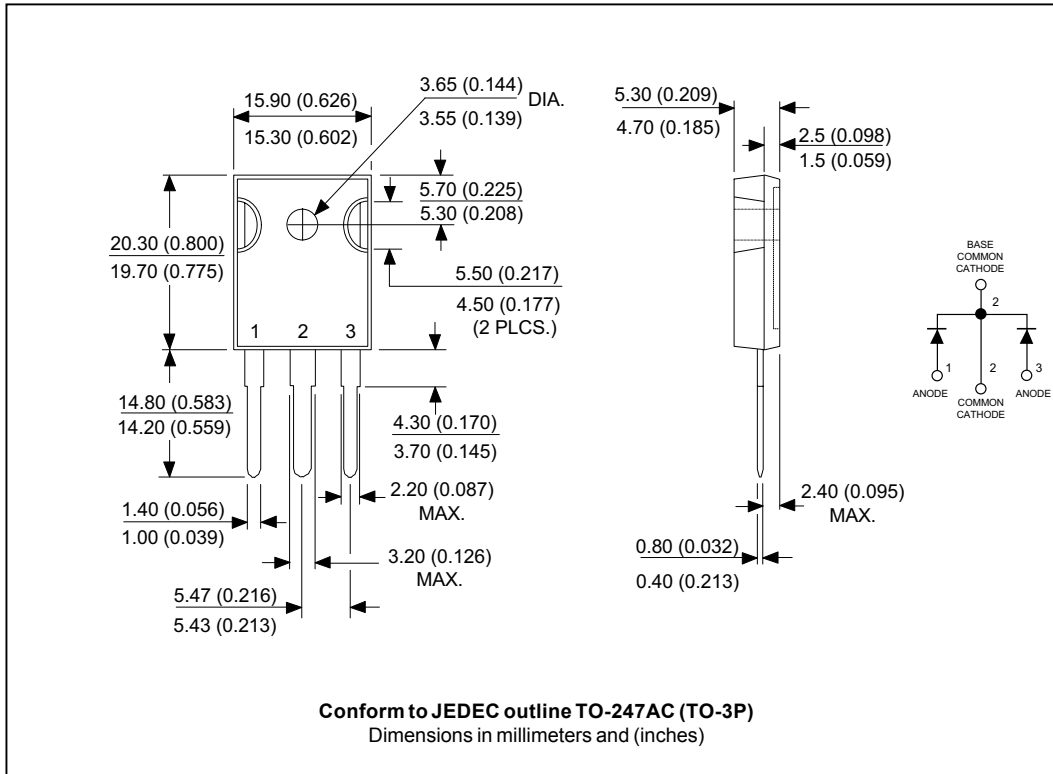 15.90 (0.626)
15.30 (0.602)
3.65 (0.144)
3.55 (0.139)
DIA.
5.70 (0.225)
5.30 (0.208)
20.30 (0.800)
19.70 (0.775)
5.50 (0.217)
4.50 (0.177)
(2 PLCS.)
1 2 3
14.80 (0.583)
14.20 (0.559)
4.30 (0.170)
3.70 (0.145)
1.40 (0.056)
1.00 (0.039)
2.20 (0.087)
MAX.
3.20 (0.126)
MAX.
5.47 (0.216)
5.43 (0.213)
5.30 (0.209)
4.70 (0.185)
2.5 (0.098)
1.5 (0.059)
2.40 (0.095)
MAX.
0.80 (0.032)
0.40 (0.213)
BASE
COMMON
CATHODE
2
1 2 3
ANODE
COMMON
CATHODE
ANODE
Conform to JEDEC outline TO-247AC (TO-3P)
Dimensions in millimeters and (inches)